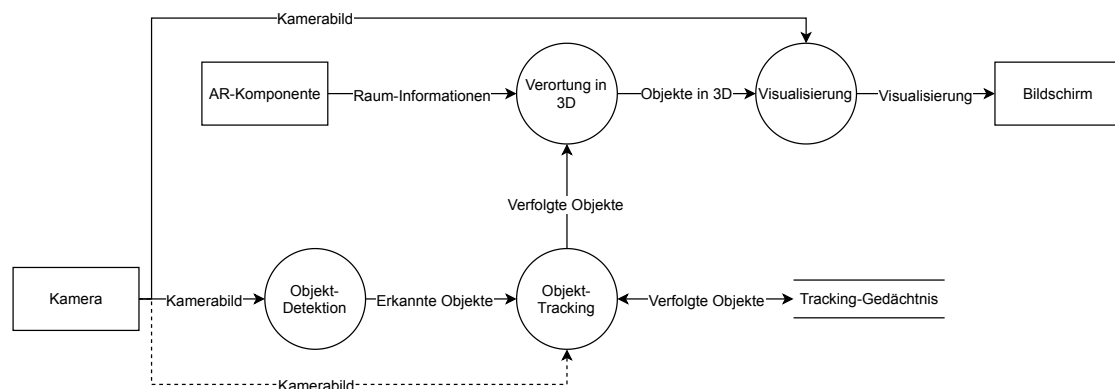 Kamerabild
AR-Komponente
Raum-Informationen
Verortung in
3D
Objekte in 3D
Visualisierung
Visualisierung
Bildschirm
Verfolgte Objekte
Kamera
Kamerabild
Objekt-
Detektion
Erkannte Objekte
Objekt-
Tracking
Verfolgte Objekte
Tracking-Gedächtnis
Kamerabild